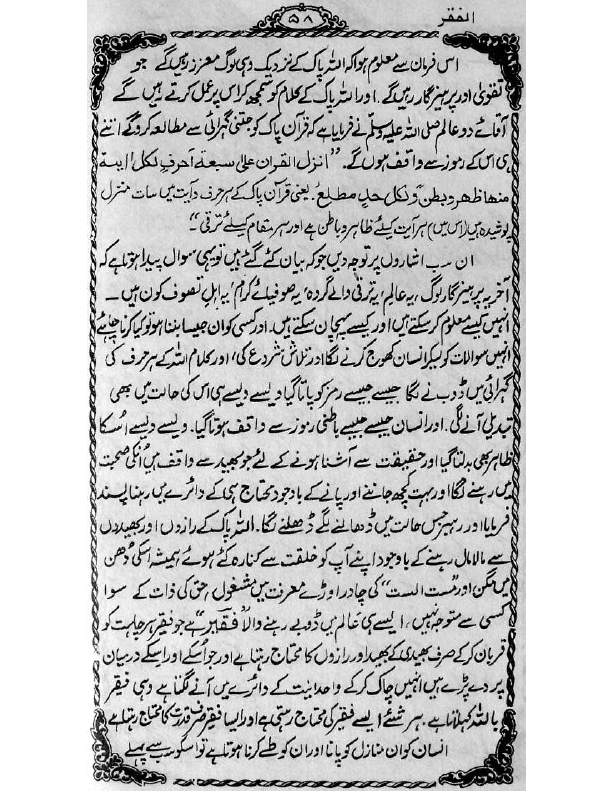 الفقر
۵۸
اس فرمان سے معلوم ہوا کہ اللہ پاک کے نزدیک وہی لوگ معزز ہوں گے جو
تقویٰ اور پرہیزگار رہیں گے۔ اور اللہ پاک کے کلام کو سمجھ کر اس پر عمل کرتے رہیں گے
آقائے دو عالم صلی اللہ علیہ وسلم نے فرمایا ہے کہ قرآن پاک کو جتنی گہرائی سے مطالعہ کرو گے اتنے
ہی اس کے رموز سے واقف ہوں گے۔ "انزل القران علی سبعۃ احرف لکل ایۃ
منھا ظھر و بطن و لکل حد مطلع۔ یعنی قرآن پاک کے ہر حرف و آیت میں سات منزل
پوشیدہ ہیں (اس میں) ہر آیت کیلئے ظاہر و باطن ہے اور ہر مقام کیلئے ترقی"۔
ان سب اشاروں پر توجہ دیں جو کہ بیان کئے گئے ہیں تو یہی سوال پیدا ہوتا ہے کہ
آخر یہ پرہیزگار لوگ، یہ عالم، یہ ترقی والے گروہ، یہ صوفیائے کرام، یہ اہل تصوف کون ہیں۔
انہیں کیسے معلوم کر سکتے ہیں اور کیسے پہچان سکتے ہیں۔ اور کسی کو ان جیسا بننا ہو تو کیا کرنا چاہئے
انہیں سوالات کو لیکر انسان کھوج کرنے لگا اور تلاش شروع کی، اور کلام اللہ کے ہر حرف کی
گہرائی میں ڈوبنے لگا جیسے جیسے رمز کو پاتا گیا ویسے ویسے ہی اس کی حالت میں بھی
تبدیلی آنے لگی۔ اور انسان جیسے جیسے باطنی رموز سے واقف ہوتا گیا۔ ویسے ویسے اُسکا
ظاہر بھی بدلتا گیا اور حقیقت سے آشنا ہونے کے لئے جو بھید سے واقف ہیں اُنکی صحبت
میں رہنے لگا اور بہت کچھ جاننے اور پانے کے باوجود محتاج ہی کے دائرے میں رہنا پسند
فرمایا اور رہبر جس حالت میں ڈھالنے لگے ڈھلنے لگا۔ اللہ پاک کے رازوں اور بھیدوں
سے مالا مال رہنے کے باوجود اپنے آپ کو خلقت سے کنارہ کئے ہوئے ہمیشہ اسکی دُھن
میں مگن اور "مست الست" کی چادر اوڑھے معرفت میں مشغول، حق کی ذات کے سوا
کسی سے متوجہ نہیں، ایسے ہی عالم میں ڈوبے رہنے والا "فقیر" ہے جو فقیر ہر چاہت کو
قربان کر کے صرف بھیدی کے بھید اور رازوں کا محتاج رہتا ہے اور جو اُسکے اور اسکے درمیان
پردے پڑے ہیں انہیں چاک کر کے واحدانیت کے دائرے میں آنے لگتا ہے وہی فقیر
باللہ کہلاتا ہے، ہر شئے ایسے فقیر کی محتاج رہتی ہے اور ایسا فقیر صرف قدرت کا محتاج رہتا ہے
انسان کو ان منازل کو پانا اور ان کو طے کرنا ہوتا ہے تو اسکو سب سے پہلے